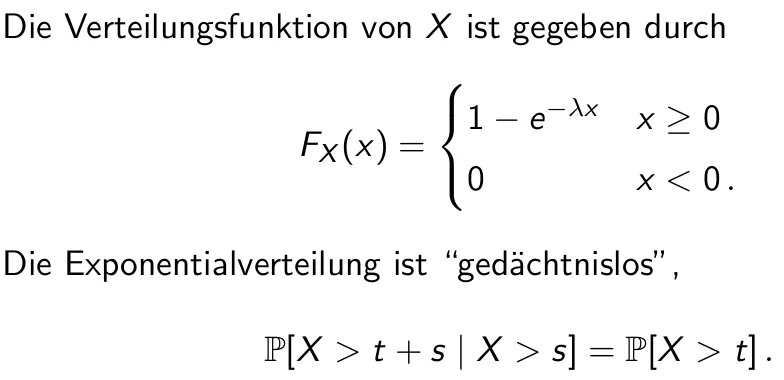 Die Verteilungsfunktion von X ist gegeben durch
F_X(x) = { 1 − e^{−λx} x ≥ 0
0 x < 0 .
Die Exponentialverteilung ist “gedächtnislos”,
ℙ[X > t + s | X > s] = ℙ[X > t] .